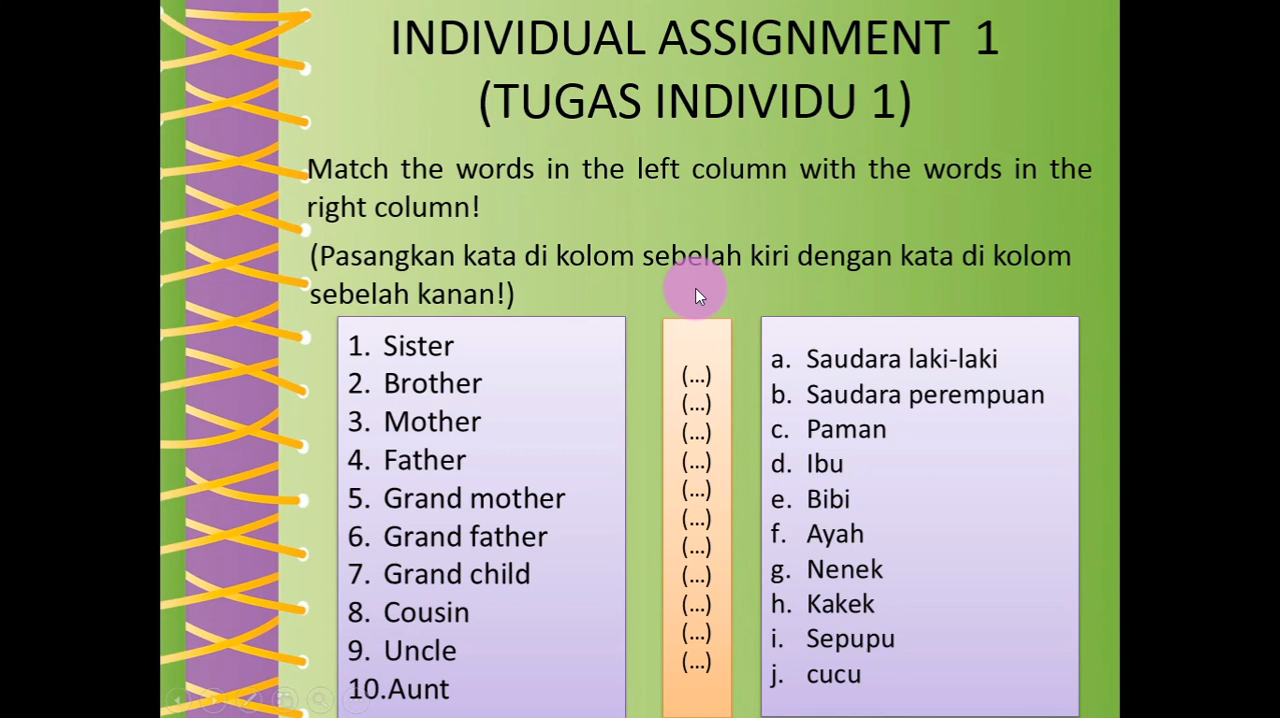 INDIVIDUAL ASSIGNMENT 1
(TUGAS INDIVIDU 1)
Match the words in the left column with the words in the
right column!
(Pasangkan kata di kolom sebelah kiri dengan kata di kolom
sebelah kanan!)
1. Sister
2. Brother
3. Mother
4. Father
5. Grand mother
6. Grand father
7. Grand child
8. Cousin
9. Uncle
10.Aunt
(...)
(...)
(...)
(...)
(...)
(...)
(...)
(...)
(...)
(...)
(...)
a. Saudara laki-laki
b. Saudara perempuan
c. Paman
d. Ibu
e. Bibi
f. Ayah
g. Nenek
h. Kakek
i. Sepupu
j. cucu